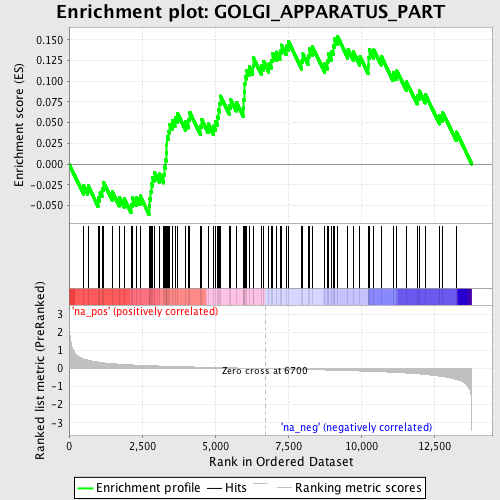 Enrichment plot: GOLGI_APPARATUS_PART
Enrichment score (ES)
0.150
0.125
0.100
0.075
0.050
0.025
0.000
-0.025
-0.050
'na_pos' (positively correlated)
Ranked list metric (PreRanked)
3
2
1
0
-1
-2
-3
Zero cross at 6700
'na_neg' (negatively correlated)
0
2,500
5,000
7,500
10,000
12,500
Rank in Ordered Dataset
Enrichment profile
Hits
Ranking metric scores